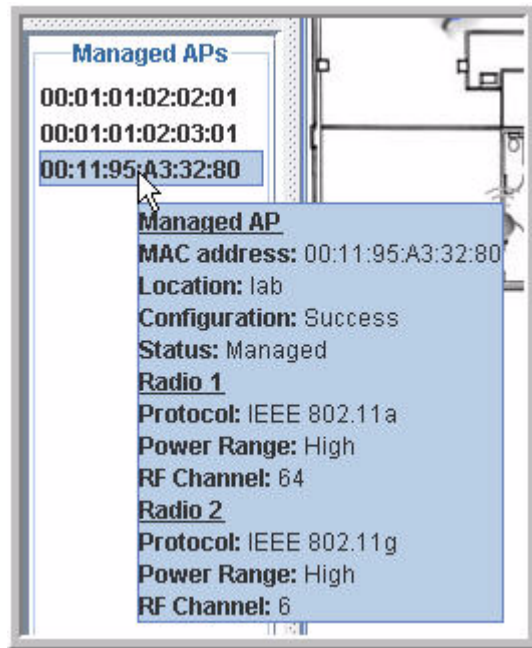 Managed APs
00:01:01:02:02:01
00:01:01:02:03:01
00:11:95:A3:32:80
Managed AP
MAC address: 00:11:95:A3:32:80
Location: lab
Configuration: Success
Status: Managed
Radio 1
Protocol: IEEE 802.11a
Power Range: High
RF Channel: 64
Radio 2
Protocol: IEEE 802.11g
Power Range: High
RF Channel: 6